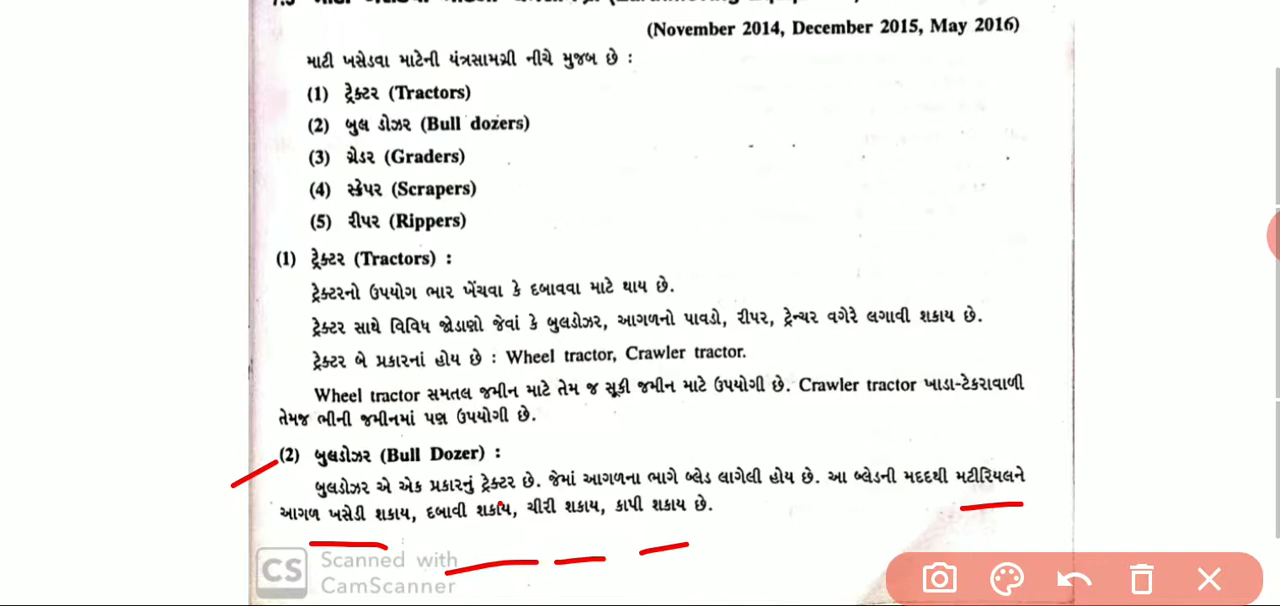 (November 2014, December 2015, May 2016)
માટી ખસેડવા માટેની યંત્રસામગ્રી નીચે મુજબ છે :
(1) ટ્રેક્ટર (Tractors)
(2) બુલ ડોઝર (Bull dozers)
(3) ગ્રેડર (Graders)
(4) સ્ક્રેપર (Scrapers)
(5) રીપર (Rippers)
(1) ટ્રેક્ટર (Tractors) :
ટ્રેક્ટરનો ઉપયોગ ભાર ખેંચવા કે દબાવવા માટે થાય છે.
ટ્રેક્ટર સાથે વિવિધ જોડાણો જેવાં કે બુલડોઝર, આગળનો પાવડો, રીપર, ટ્રેન્ચર વગેરે લગાવી શકાય છે.
ટ્રેક્ટર બે પ્રકારનાં હોય છે : Wheel tractor, Crawler tractor.
Wheel tractor સમતલ જમીન માટે તેમ જ સૂકી જમીન માટે ઉપયોગી છે. Crawler tractor ખાડા-ટેકરાવાળી
તેમજ ભીની જમીનમાં પણ ઉપયોગી છે.
(2) બુલડોઝર (Bull Dozer) :
બુલડોઝર એ એક પ્રકારનું ટ્રેક્ટર છે. જેમાં આગળના ભાગે બ્લેડ લાગેલી હોય છે. આ બ્લેડની મદદથી મટીરિયલને
આગળ ખસેડી શકાય, દબાવી શકાય, ચીરી શકાય, કાપી શકાય છે.
CS Scanned with
CamScanner